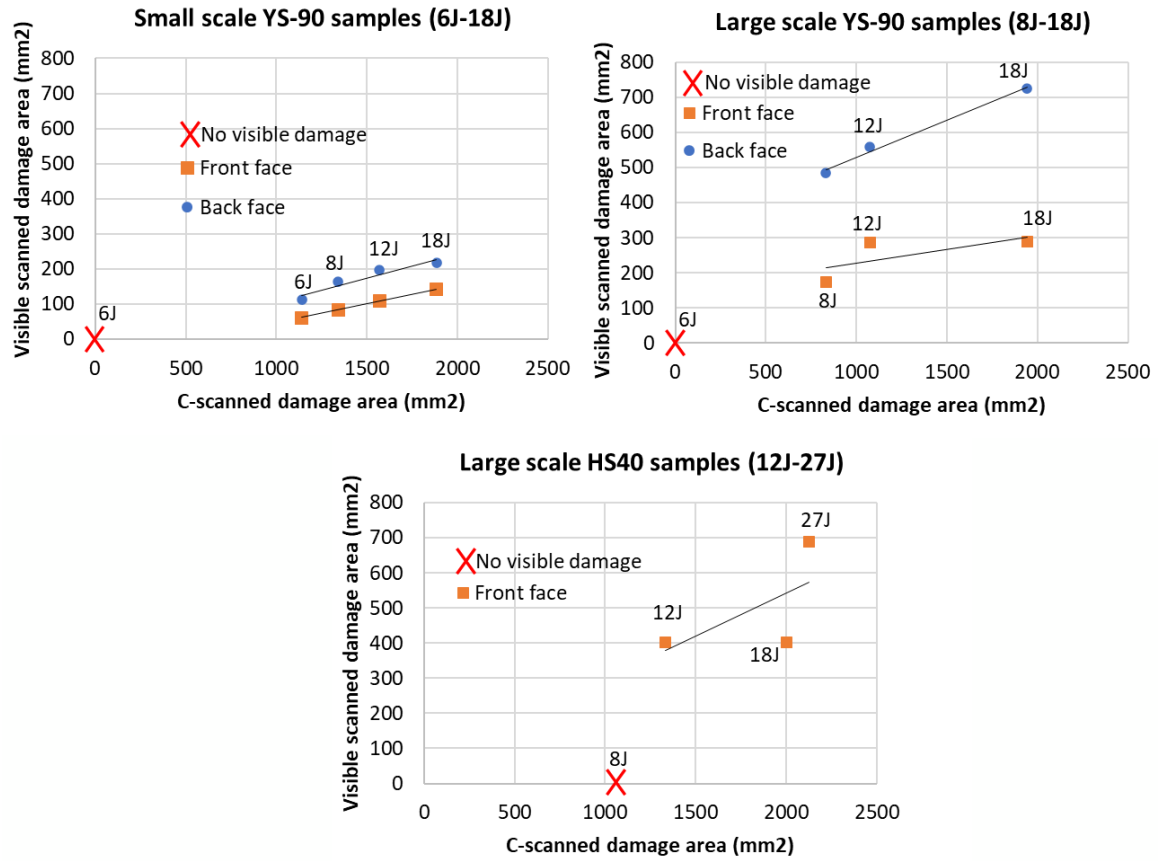 Small scale YS-90 samples (6J-18J)
Visible scanned damage area (mm2)
800
700
600
500
400
300
200
100
0
No visible damage
Front face
Back face
6J
6J
8J
12J
18J
0 500 1000 1500 2000 2500
C-scanned damage area (mm2)
Large scale YS-90 samples (8J-18J)
Visible scanned damage area (mm2)
800
700
600
500
400
300
200
100
0
No visible damage
Front face
Back face
18J
12J
12J
18J
8J
6J
0 500 1000 1500 2000 2500
C-scanned damage area (mm2)
Large scale HS40 samples (12J-27J)
Visible scanned damage area (mm2)
800
700
600
500
400
300
200
100
0
No visible damage
Front face
27J
12J
18J
8J
0 500 1000 1500 2000 2500
C-scanned damage area (mm2)